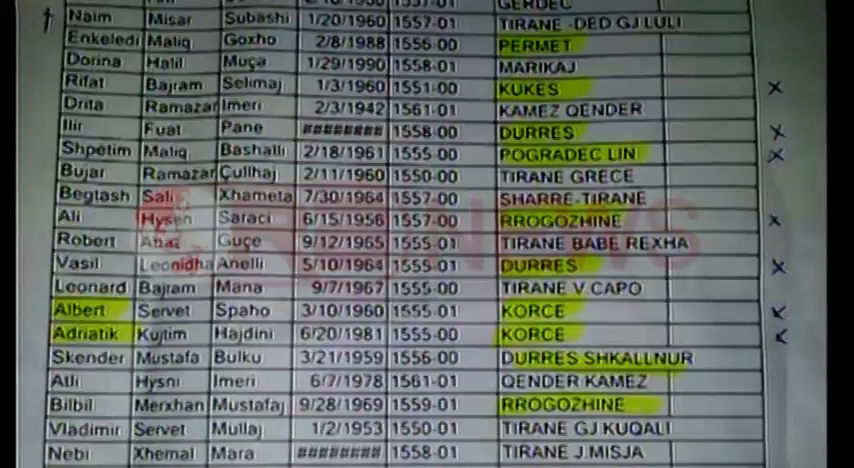 GERDEC
Naim Misar Subashi 1/20/1960 1557-01 TIRANE -DED GJ LULI
Enkeledi Maliq Goxho 2/8/1988 1556-00 PERMET
Dorina Halil Muça 1/29/1990 1558-01 MARIKAJ
Rifat Bajram Selimaj 1/3/1960 1551-00 KUKES x
Drita Ramazar Imeri 2/3/1942 1561-01 KAMEZ QENDER
Ilir Fuat Pane ######## 1558-00 DURRES x
Shpetim Maliq Bashalli 2/18/1961 1555-00 POGRADEC LIN x
Bujar Ramazar Çullhaj 2/11/1960 1550-00 TIRANE GRECE
Begtash Sali Xhameta 7/30/1964 1557-00 SHARRE-TIRANE
Ali Hysen Saraci 6/15/1956 1557-00 RROGOZHINE x
Robert Abaz Guçe 9/12/1965 1555-01 TIRANE BABE REXHA
Vasil Leonidha Anelli 5/10/1964 1555-01 DURRES x
Leonard Bajram Mana 9/7/1967 1555-01 TIRANE V.CAPO
Albert Servet Spaho 3/10/1960 1555-01 KORCE x
Adriatik Kujtim Hajdini 6/20/1981 1555-00 KORCE x
Skender Mustafa Bulku 3/21/1959 1556-00 DURRES SHKALLNUR
Atli Hysni Imeri 6/7/1978 1561-01 QENDER KAMEZ
Bilbil Merxhan Mustafaj 9/28/1969 1559-01 RROGOZHINE
Vladimir Servet Mullaj 1/2/1953 1550-01 TIRANE GJ KUQALI
Nebi Xhemal Mara ######## 1558-01 TIRANE J.MISJA
NEWS